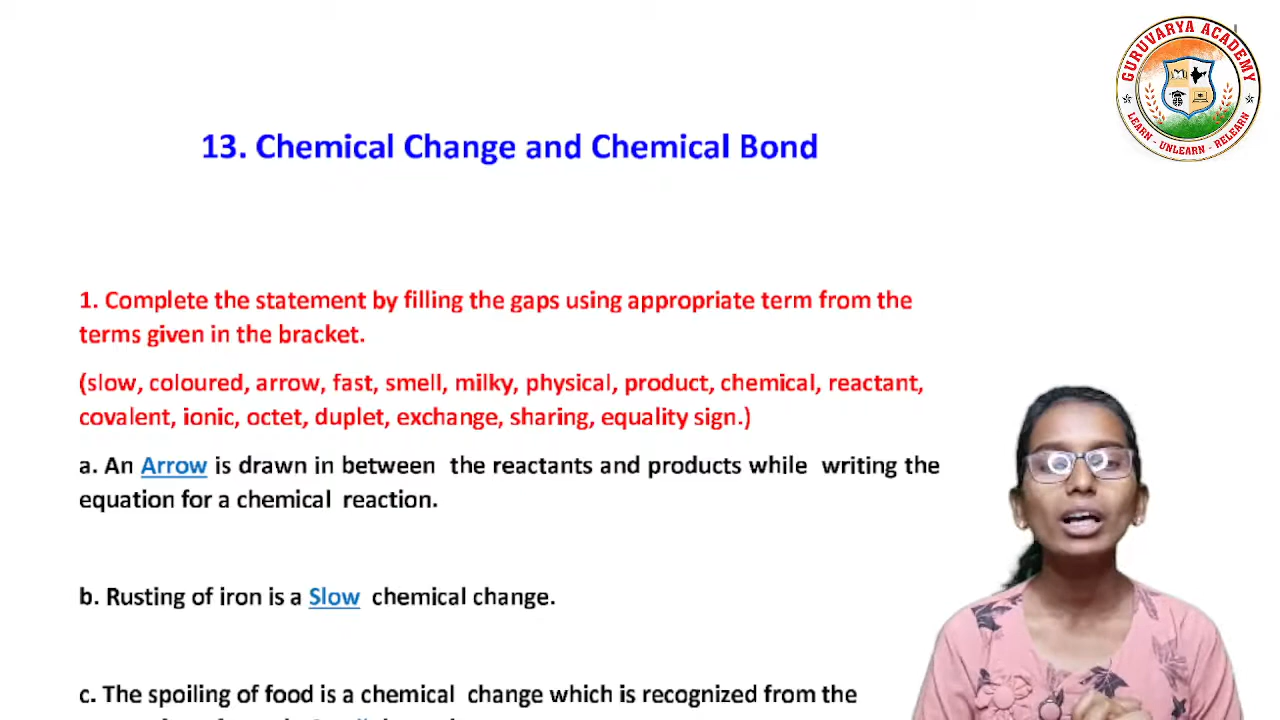 GURUVARYA ACADEMY
LEARN - UNLEARN - RELEARN
13. Chemical Change and Chemical Bond
1. Complete the statement by filling the gaps using appropriate term from the
terms given in the bracket.
(slow, coloured, arrow, fast, smell, milky, physical, product, chemical, reactant,
covalent, ionic, octet, duplet, exchange, sharing, equality sign.)
a. An Arrow is drawn in between the reactants and products while writing the
equation for a chemical reaction.
b. Rusting of iron is a Slow chemical change.
c. The spoiling of food is a chemical change which is recognized from the